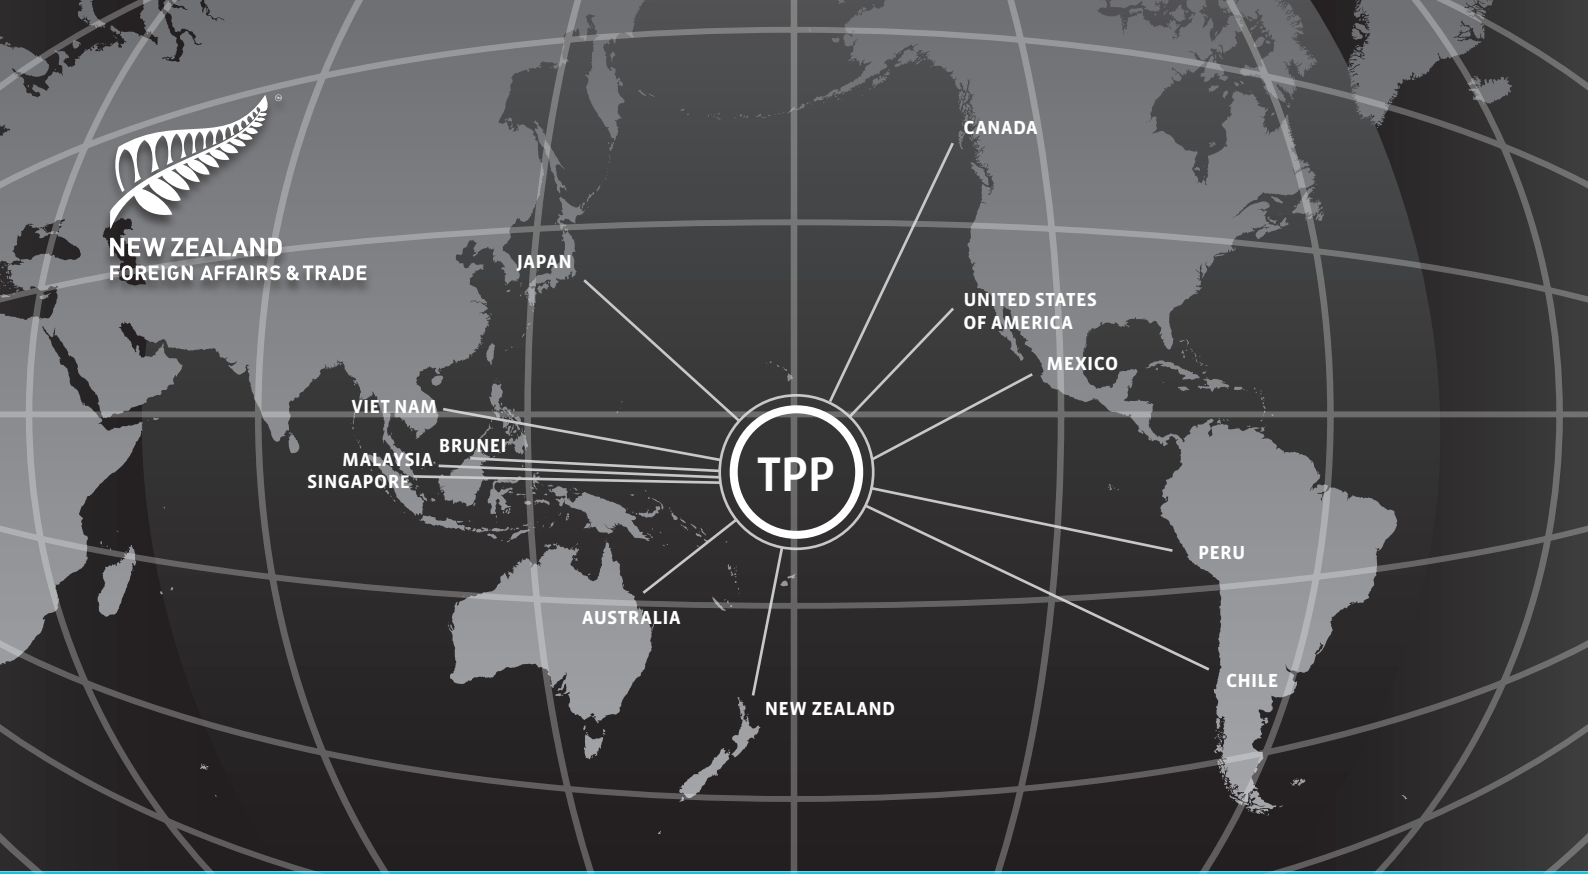 CANADA
NEW ZEALAND
FOREIGN AFFAIRS & TRADE
JAPAN
UNITED STATES
OF AMERICA
MEXICO
VIET NAM
BRUNEI
MALAYSIA
SINGAPORE
TPP
PERU
AUSTRALIA
CHILE
NEW ZEALAND